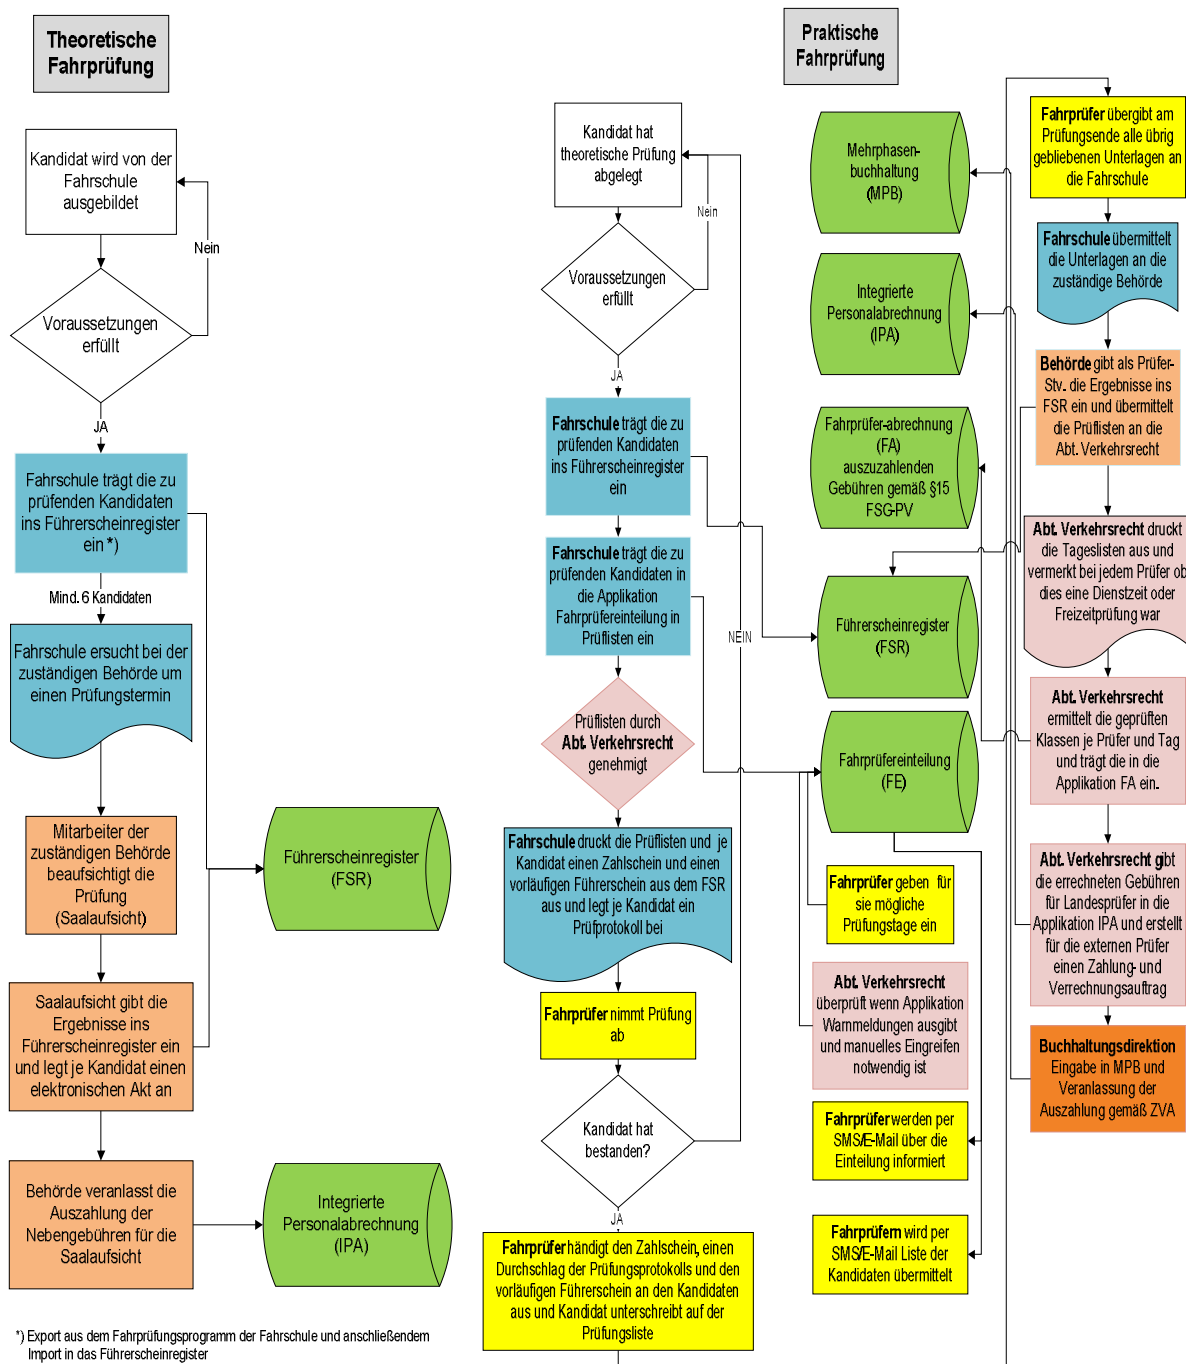 Theoretische
Fahrprüfung
Kandidat wird von der
Fahrschule
ausgebildet
Nein
Voraussetzungen
erfüllt
JA
Fahrschule trägt die zu
prüfenden Kandidaten
ins Führerscheinregister
ein *)
Mind. 6 Kandidaten
Fahrschule ersucht bei der
zuständigen Behörde um
einen Prüfungstermin
Mitarbeiter der
zuständigen Behörde
beaufsichtigt die
Prüfung
(Saalaufsicht)
Saalaufsicht gibt die
Ergebnisse ins
Führerscheinregister ein
und legt je Kandidat einen
elektronischen Akt an
Behörde veranlasst die
Auszahlung der
Nebengebühren für die
Saalaufsicht
Führerscheinregister
(FSR)
Integrierte
Personalabrechnung
(IPA)
*) Export aus dem Fahrprüfungsprogramm der Fahrschule und anschließendem
Import in das Führerscheinregister
Praktische
Fahrprüfung
Kandidat hat
theoretische Prüfung
abgelegt
Nein
Voraussetzungen
erfüllt
JA
Fahrschule trägt die zu
prüfenden Kandidaten
ins Führerscheinregister
ein
Fahrschule trägt die zu
prüfenden Kandidaten in
die Applikation
Fahrprüfereinteilung in
Prüflisten ein
NEIN
Prüflisten durch
Abt. Verkehrsrecht
genehmigt
Fahrschule druckt die Prüflisten und je
Kandidat einen Zahlschein und einen
vorläufigen Führerschein aus dem FSR
aus und legt je Kandidat ein
Prüfprotokoll bei
Fahrprüfer nimmt Prüfung
ab
Kandidat hat
bestanden?
JA
Fahrprüfer händigt den Zahlschein, einen
Durchschlag der Prüfungsprotokolls und den
vorläufigen Führerschein an den Kandidaten
aus und Kandidat unterschreibt auf der
Prüfungsliste
Mehrphasen-
buchhaltung
(MPB)
Integrierte
Personalabrechnung
(IPA)
Fahrprüfer-abrechnung
(FA)
auszuzahlenden
Gebühren gemäß §15
FSG-PV
Führerscheinregister
(FSR)
Fahrprüfereinteilung
(FE)
Fahrprüfer geben für
sie mögliche
Prüfungstage ein
Abt. Verkehrsrecht
überprüft wenn Applikation
Warnmeldungen ausgibt
und manuelles Eingreifen
notwendig ist
Fahrprüfer werden per
SMS/E-Mail über die
Einteilung informiert
Fahrprüfern wird per
SMS/E-Mail Liste der
Kandidaten übermittelt
Fahrprüfer übergibt am
Prüfungsende alle übrig
gebliebenen Unterlagen an
die Fahrschule
Fahrschule übermittelt
die Unterlagen an die
zuständige Behörde
Behörde gibt als Prüfer-
Stv. die Ergebnisse ins
FSR ein und übermittelt
die Prüflisten an die
Abt. Verkehrsrecht
Abt. Verkehrsrecht druckt
die Tageslisten aus und
vermerkt bei jedem Prüfer ob
dies eine Dienstzeit oder
Freizeitprüfung war
Abt. Verkehrsrecht
ermittelt die geprüften
Klassen je Prüfer und Tag
und trägt die in die
Applikation FA ein.
Abt. Verkehrsrecht gibt
die errechneten Gebühren
für Landesprüfer in die
Applikation IPA und erstellt
für die externen Prüfer
einen Zahlung- und
Verrechnungsauftrag
Buchhaltungsdirektion
Eingabe in MPB und
Veranlassung der
Auszahlung gemäß ZVA